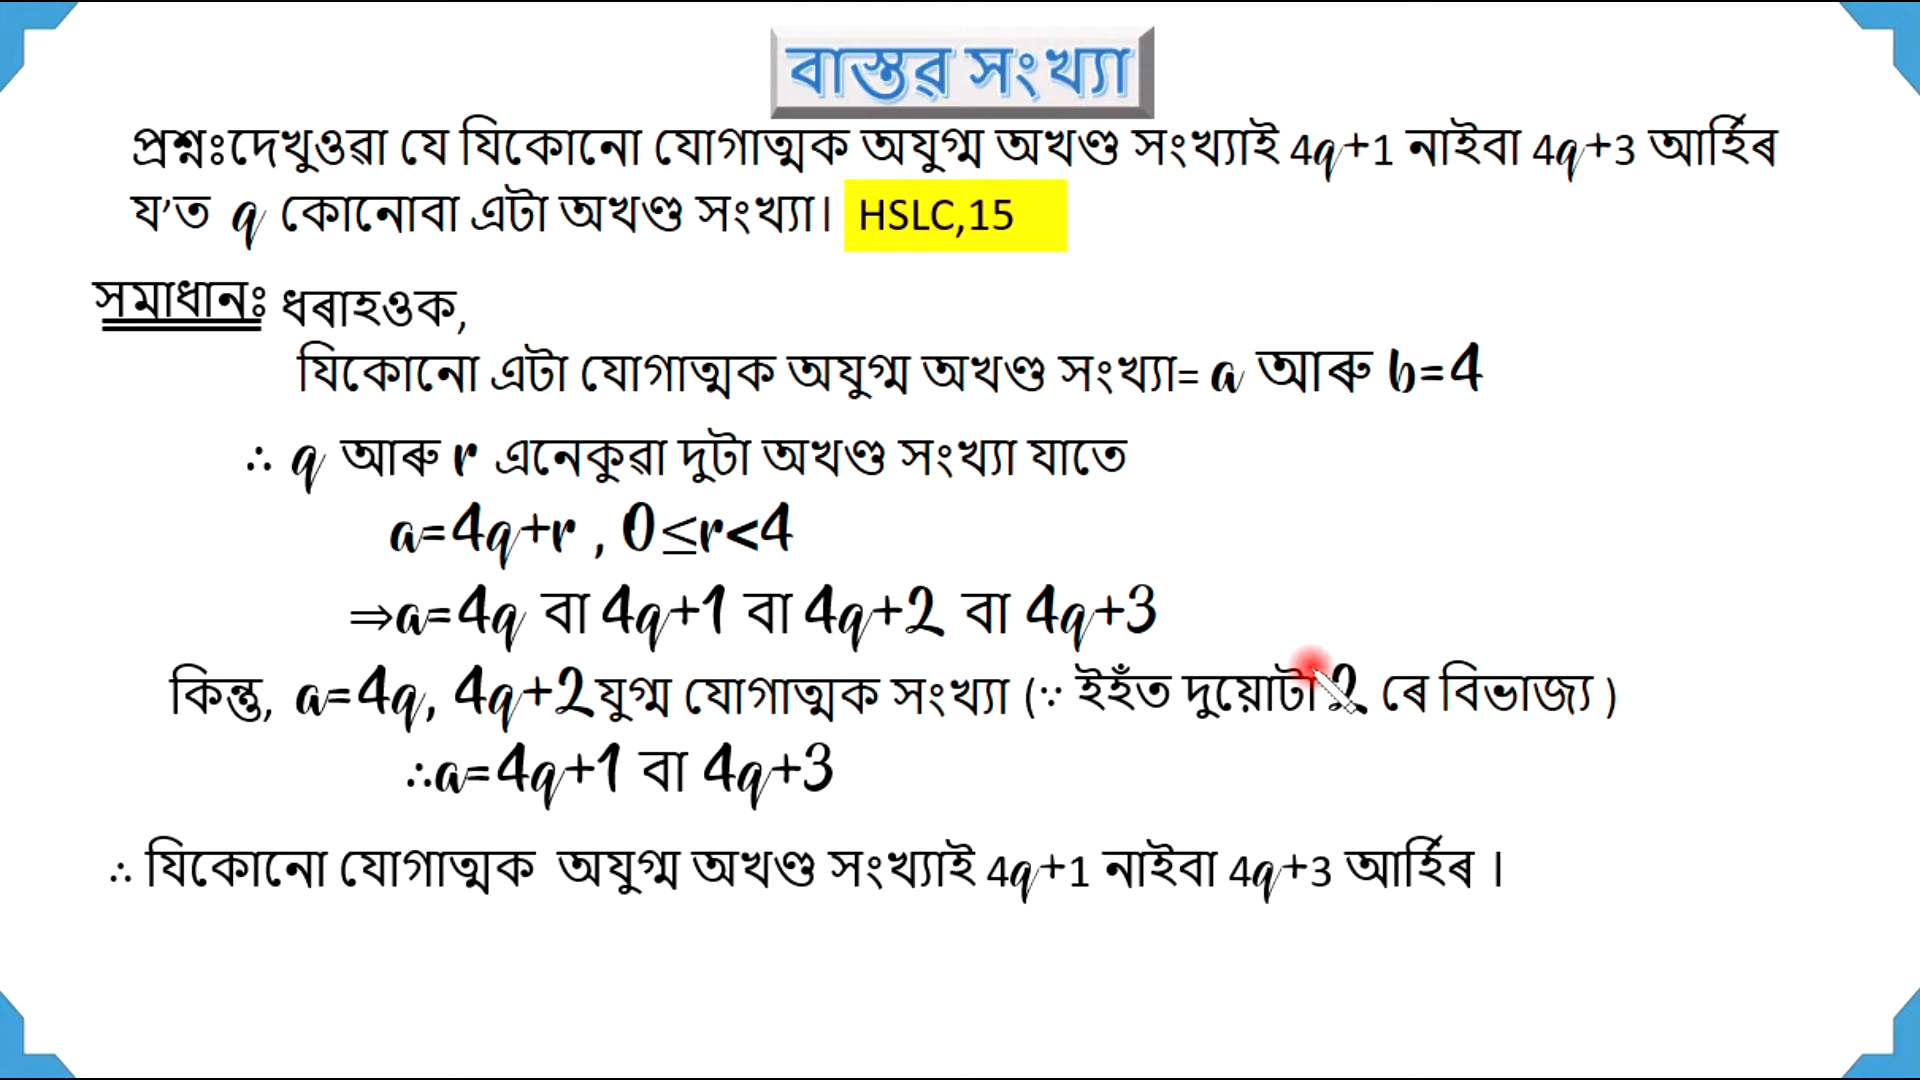 বাস্তৱ সংখ্যা
প্ৰশ্নঃদেখুওৱা যে যিকোনো যোগাত্মক অযুগ্ম অখণ্ড সংখ্যাই 4q+1 নাইবা 4q+3 আৰ্হিৰ
য’ত q কোনোবা এটা অখণ্ড সংখ্যা। HSLC,15
সমাধানঃ ধৰাহওক,
যিকোনো এটা যোগাত্মক অযুগ্ম অখণ্ড সংখ্যা= a আৰু b=4
∴ q আৰু r এনেকুৱা দুটা অখণ্ড সংখ্যা যাতে
a=4q+r , 0≤r<4
⇒a=4q বা 4q+1 বা 4q+2 বা 4q+3
কিন্তু, a=4q, 4q+2যুগ্ম যোগাত্মক সংখ্যা (∵ ইহঁত দুয়োটা 2 ৰে বিভাজ্য )
∴a=4q+1 বা 4q+3
∴ যিকোনো যোগাত্মক অযুগ্ম অখণ্ড সংখ্যাই 4q+1 নাইবা 4q+3 আৰ্হিৰ ।